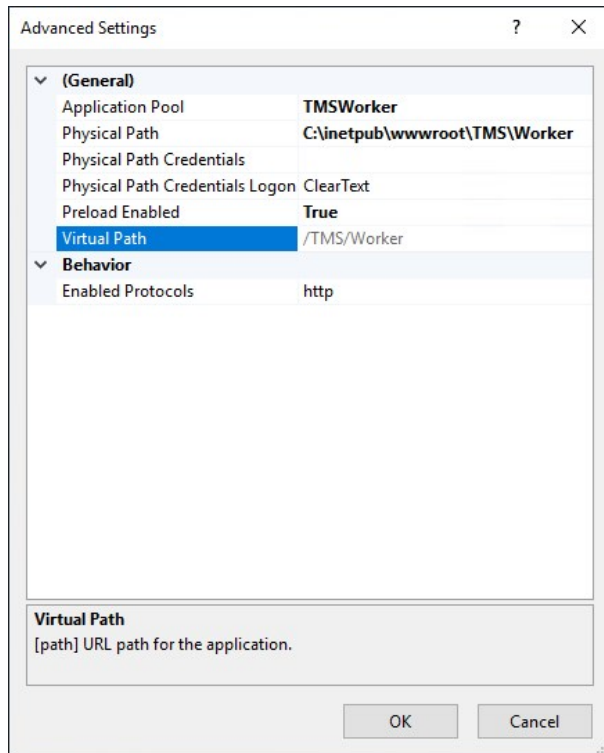 Advanced Settings ? X
(General)
Application Pool TMSWorker
Physical Path C:\inetpub\wwwroot\TMS\Worker
Physical Path Credentials
Physical Path Credentials Logon ClearText
Preload Enabled True
Virtual Path /TMS/Worker
Behavior
Enabled Protocols http
Virtual Path
[path] URL path for the application.
OK Cancel